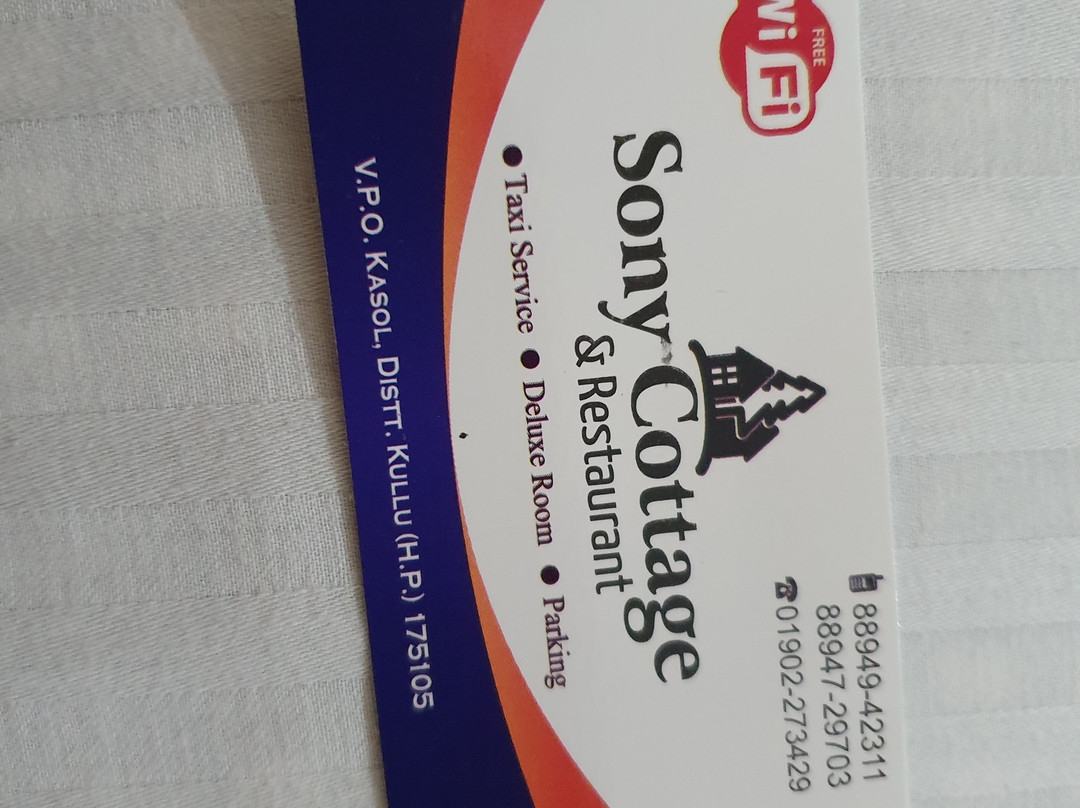 FREE
Wi Fi
88949-42311
88947-29703
01902-273429
Sony Cottage
& Restaurant
● Taxi Service ● Deluxe Room ● Parking
V.P.O. KASOL, DISTT. KULLU (H.P.) 175105